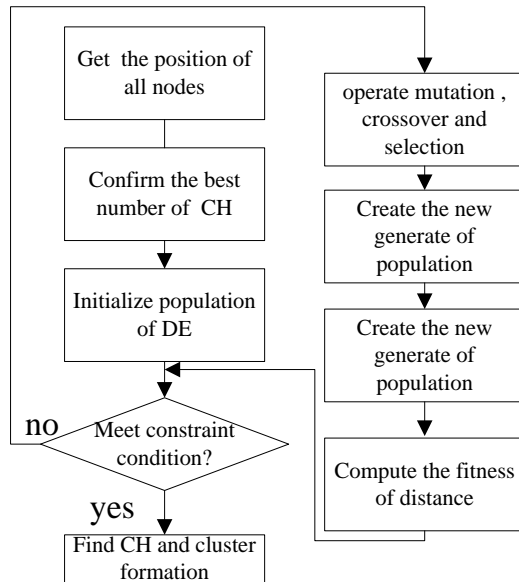 Get the position of
all nodes
Confirm the best
number of CH
Initialize population
of DE
no
Meet constraint
condition?
yes
Find CH and cluster
formation
operate mutation ,
crossover and
selection
Create the new
generate of
population
Create the new
generate of
population
Compute the fitness
of distance